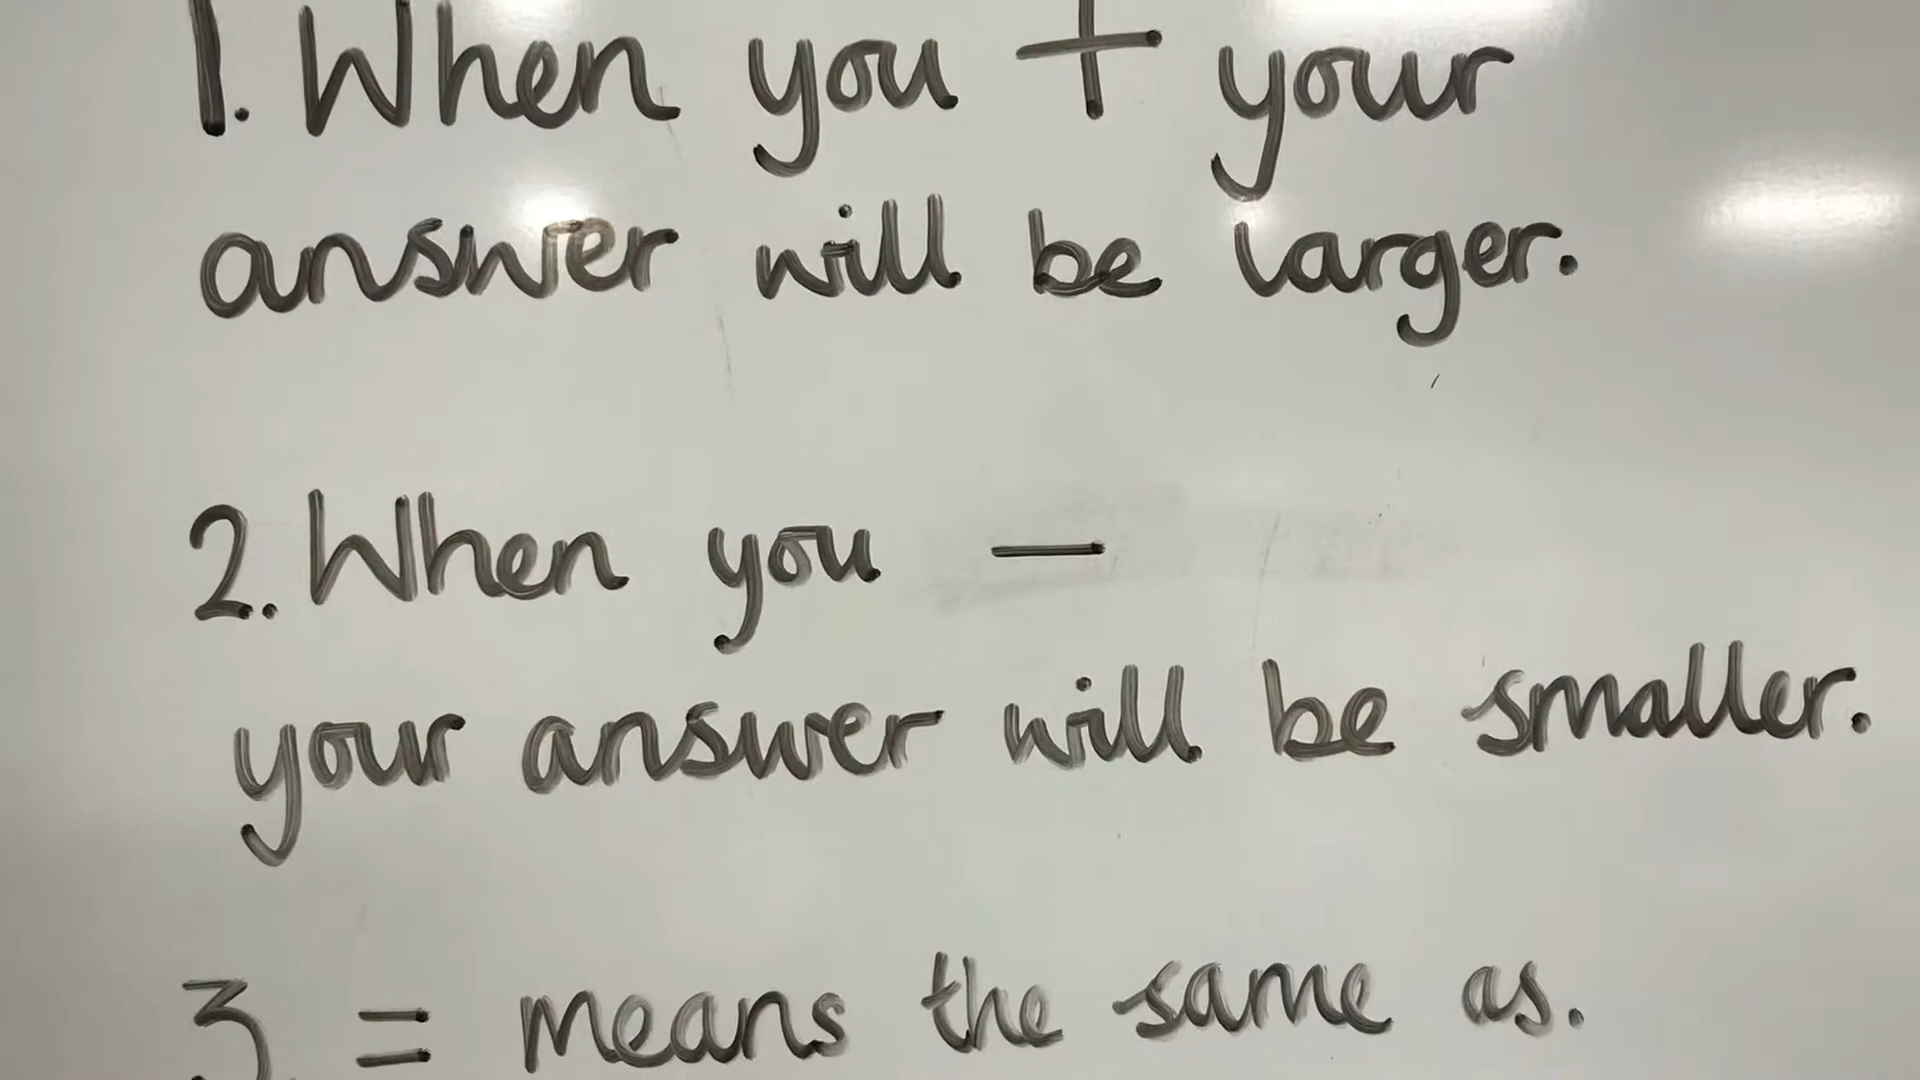 1. When you + your
answer will be larger.
2. When you —
your answer will be smaller.
3. = means the same as.